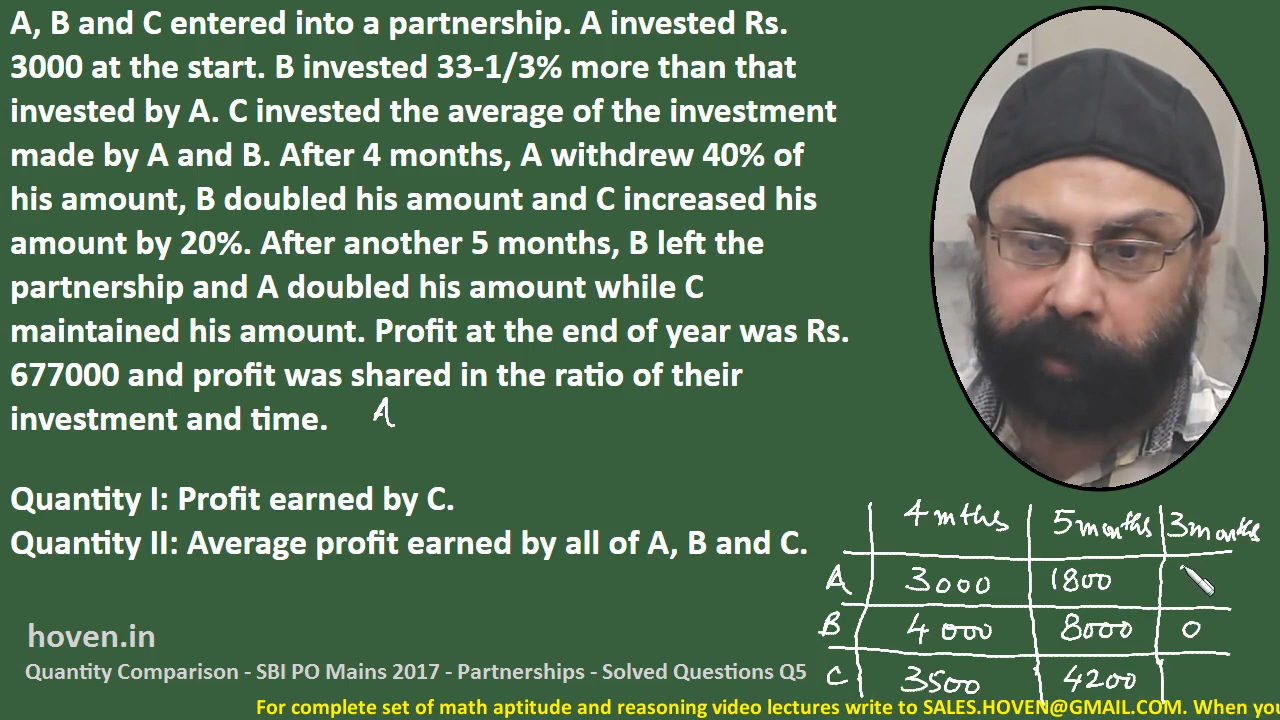 A, B and C entered into a partnership. A invested Rs.
3000 at the start. B invested 33-1/3% more than that
invested by A. C invested the average of the investment
made by A and B. After 4 months, A withdrew 40% of
his amount, B doubled his amount and C increased his
amount by 20%. After another 5 months, B left the
partnership and A doubled his amount while C
maintained his amount. Profit at the end of year was Rs.
677000 and profit was shared in the ratio of their
investment and time. A
Quantity I: Profit earned by C.
Quantity II: Average profit earned by all of A, B and C.
4 mths 5 months 3 months
A 3000 1800
B 4000 8000 0
C 3500 4200
hoven.in
Quantity Comparison - SBI PO Mains 2017 - Partnerships - Solved Questions Q5
For complete set of math aptitude and reasoning video lectures write to SALES.HOVEN@GMAIL.COM. When you